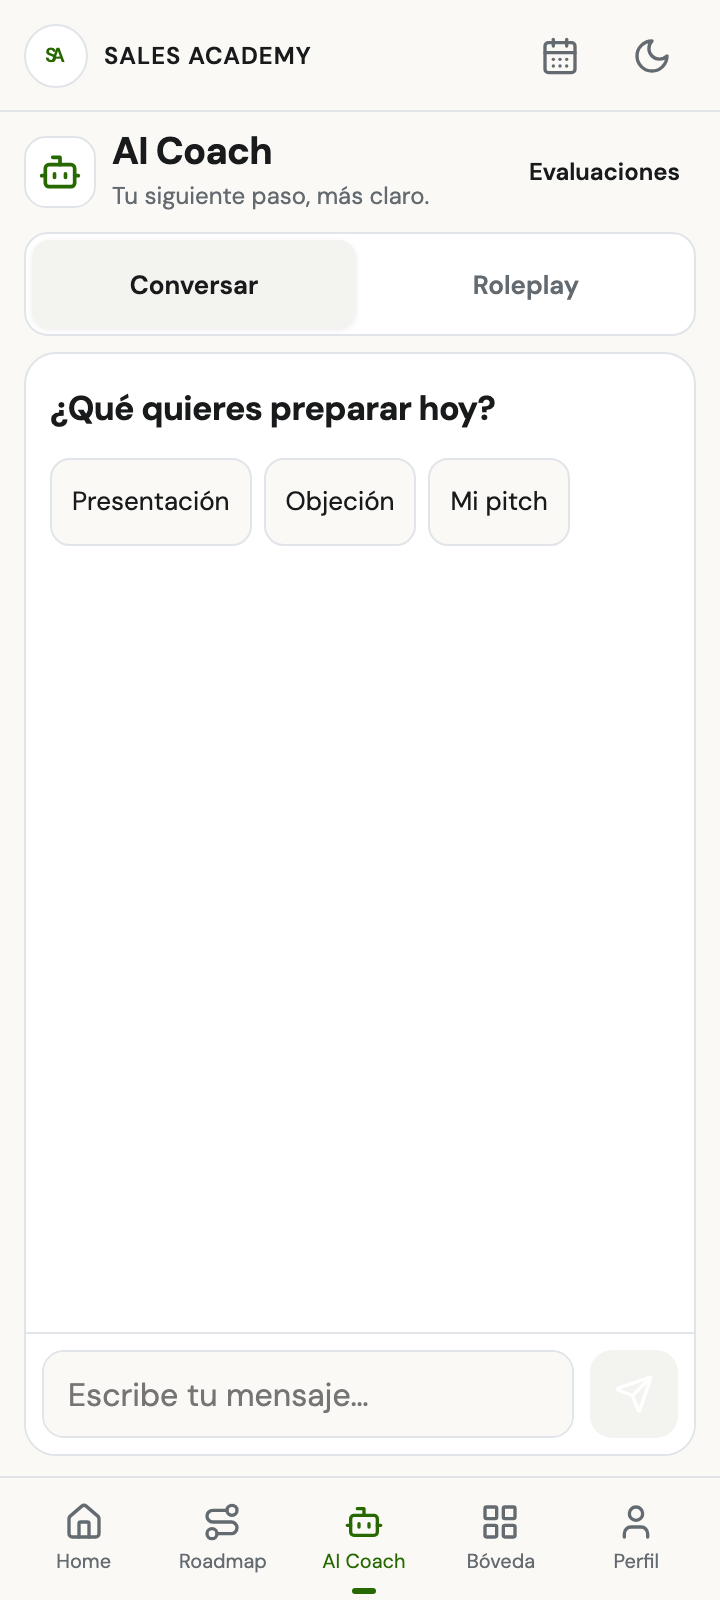 SA
SALES ACADEMY
AI Coach
Tu siguiente paso, más claro.
Evaluaciones
Conversar
Roleplay
¿Qué quieres preparar hoy?
Presentación
Objeción
Mi pitch
Escribe tu mensaje...
Home
Roadmap
AI Coach
Bóveda
Perfil